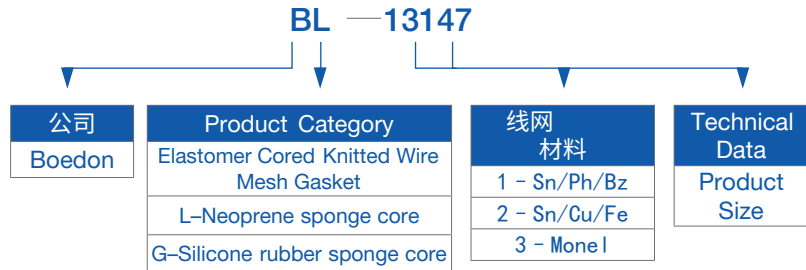 BL — 13147
公司
Boedon
Product Category
Elastomer Cored Knitted Wire
Mesh Gasket
L–Neoprene sponge core
G–Silicone rubber sponge core
线网
材料
1 - Sn/Ph/Bz
2 - Sn/Cu/Fe
3 - Monel
Technical
Data
Product
Size